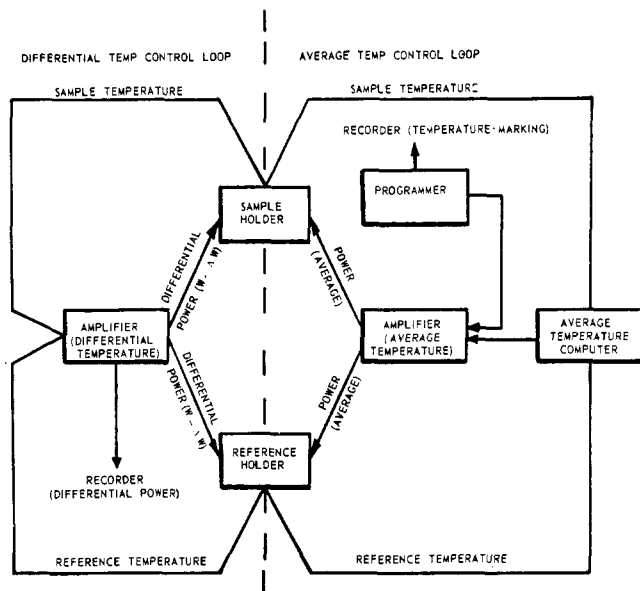 DIFFERENTIAL TEMP CONTROL LOOP
AVERAGE TEMP CONTROL LOOP
SAMPLE TEMPERATURE
SAMPLE TEMPERATURE
RECORDER (TEMPERATURE-MARKING)
PROGRAMMER
SAMPLE
HOLDER
DIFFERENTIAL
POWER (W - Δ W)
POWER
(AVERAGE)
AMPLIFIER
(DIFFERENTIAL
TEMPERATURE)
AMPLIFIER
(AVERAGE
TEMPERATURE)
AVERAGE
TEMPERATURE
COMPUTER
DIFFERENTIAL
POWER (W - Δ W)
POWER
(AVERAGE)
REFERENCE
HOLDER
RECORDER
(DIFFERENTIAL POWER)
REFERENCE TEMPERATURE
REFERENCE TEMPERATURE